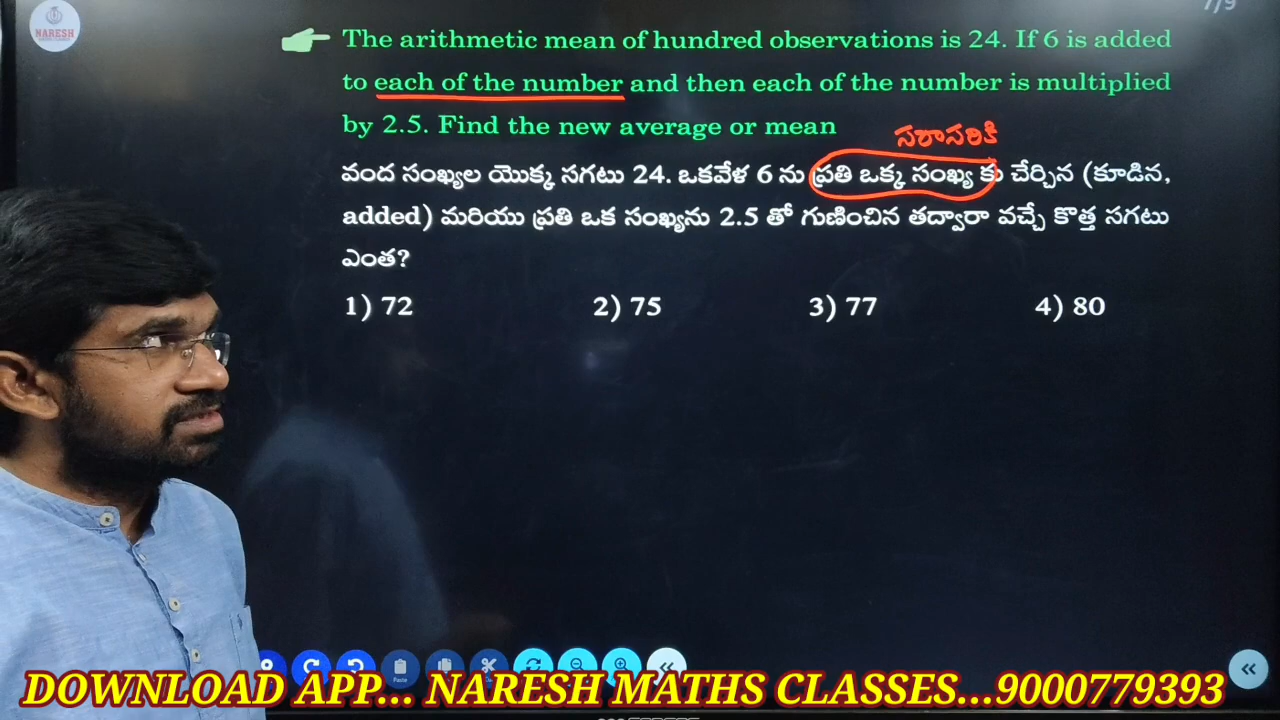 7/9
NARESH
The arithmetic mean of hundred observations is 24. If 6 is added
to each of the number and then each of the number is multiplied
by 2.5. Find the new average or mean
సరాసరికి
వంద సంఖ్యల యొక్క సగటు 24. ఒకవేళ 6 ను ప్రతి ఒక్క సంఖ్య కు చేర్చిన (కూడిన,
added) మరియు ప్రతి ఒక సంఖ్యను 2.5 తో గుణించిన తద్వారా వచ్చే కొత్త సగటు
ఎంత?
1) 72 2) 75 3) 77 4) 80
DOWNLOAD APP... NARESH MATHS CLASSES...9000779393